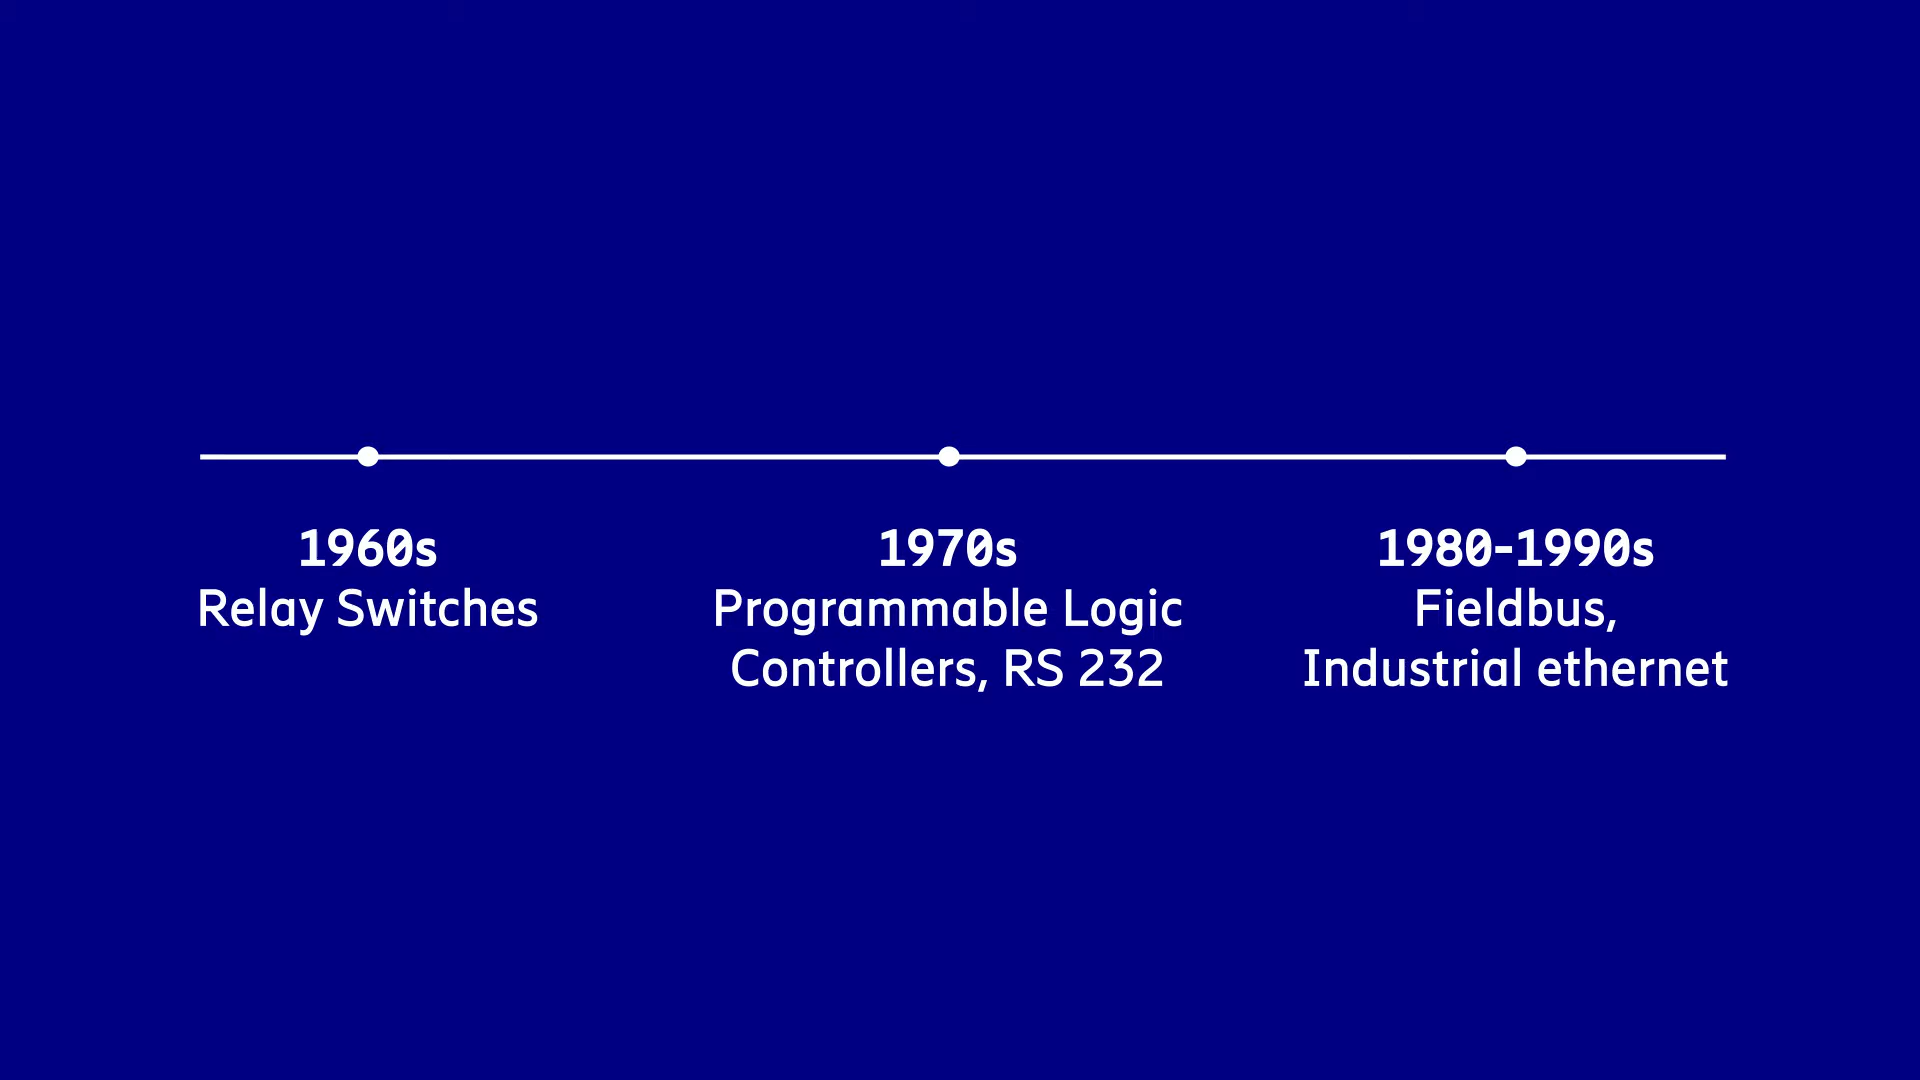 1960s
Relay Switches
1970s
Programmable Logic
Controllers, RS 232
1980-1990s
Fieldbus,
Industrial ethernet